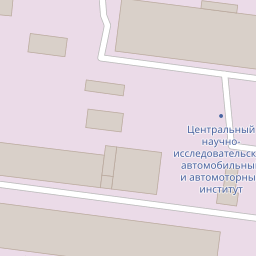 Центральный
научно-
исследовательск
автомобильны
и автомоторны
институт